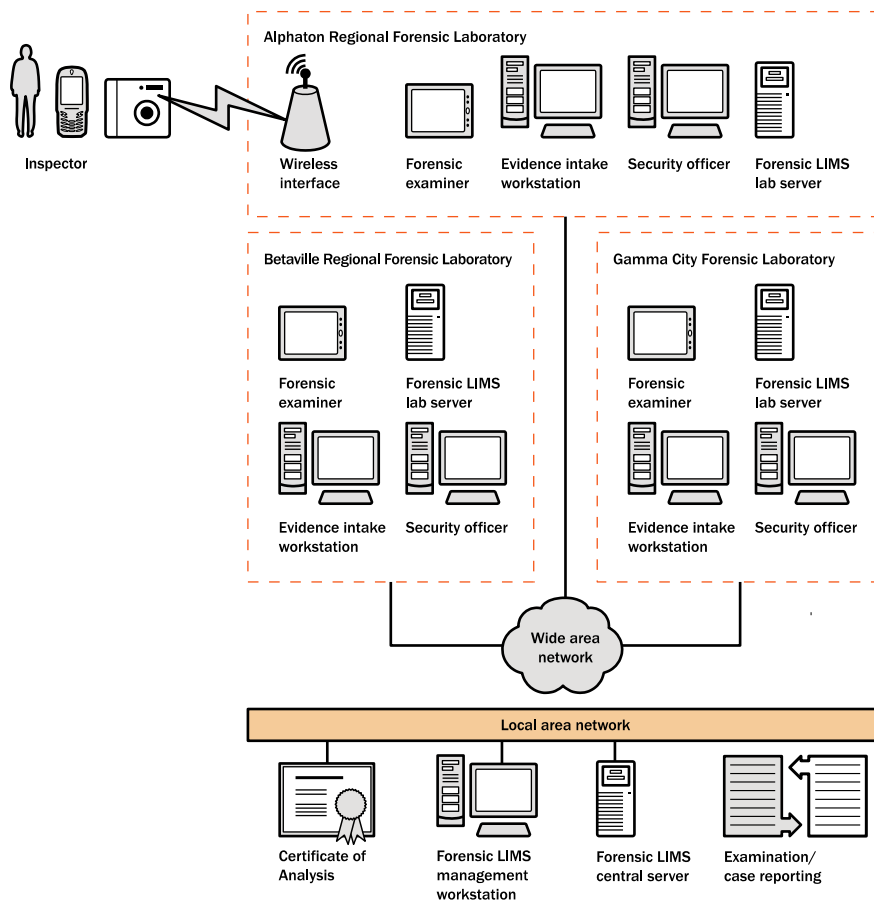 Alphaton Regional Forensic Laboratory
Inspector
Wireless
interface
Forensic
examiner
Evidence intake
workstation
Security officer
Forensic LIMS
lab server
Betaville Regional Forensic Laboratory
Forensic
examiner
Forensic LIMS
lab server
Evidence intake
workstation
Security officer
Gamma City Forensic Laboratory
Forensic
examiner
Forensic LIMS
lab server
Evidence intake
workstation
Security officer
Wide area
network
Local area network
Certificate of
Analysis
Forensic LIMS
management
workstation
Forensic LIMS
central server
Examination/
case reporting